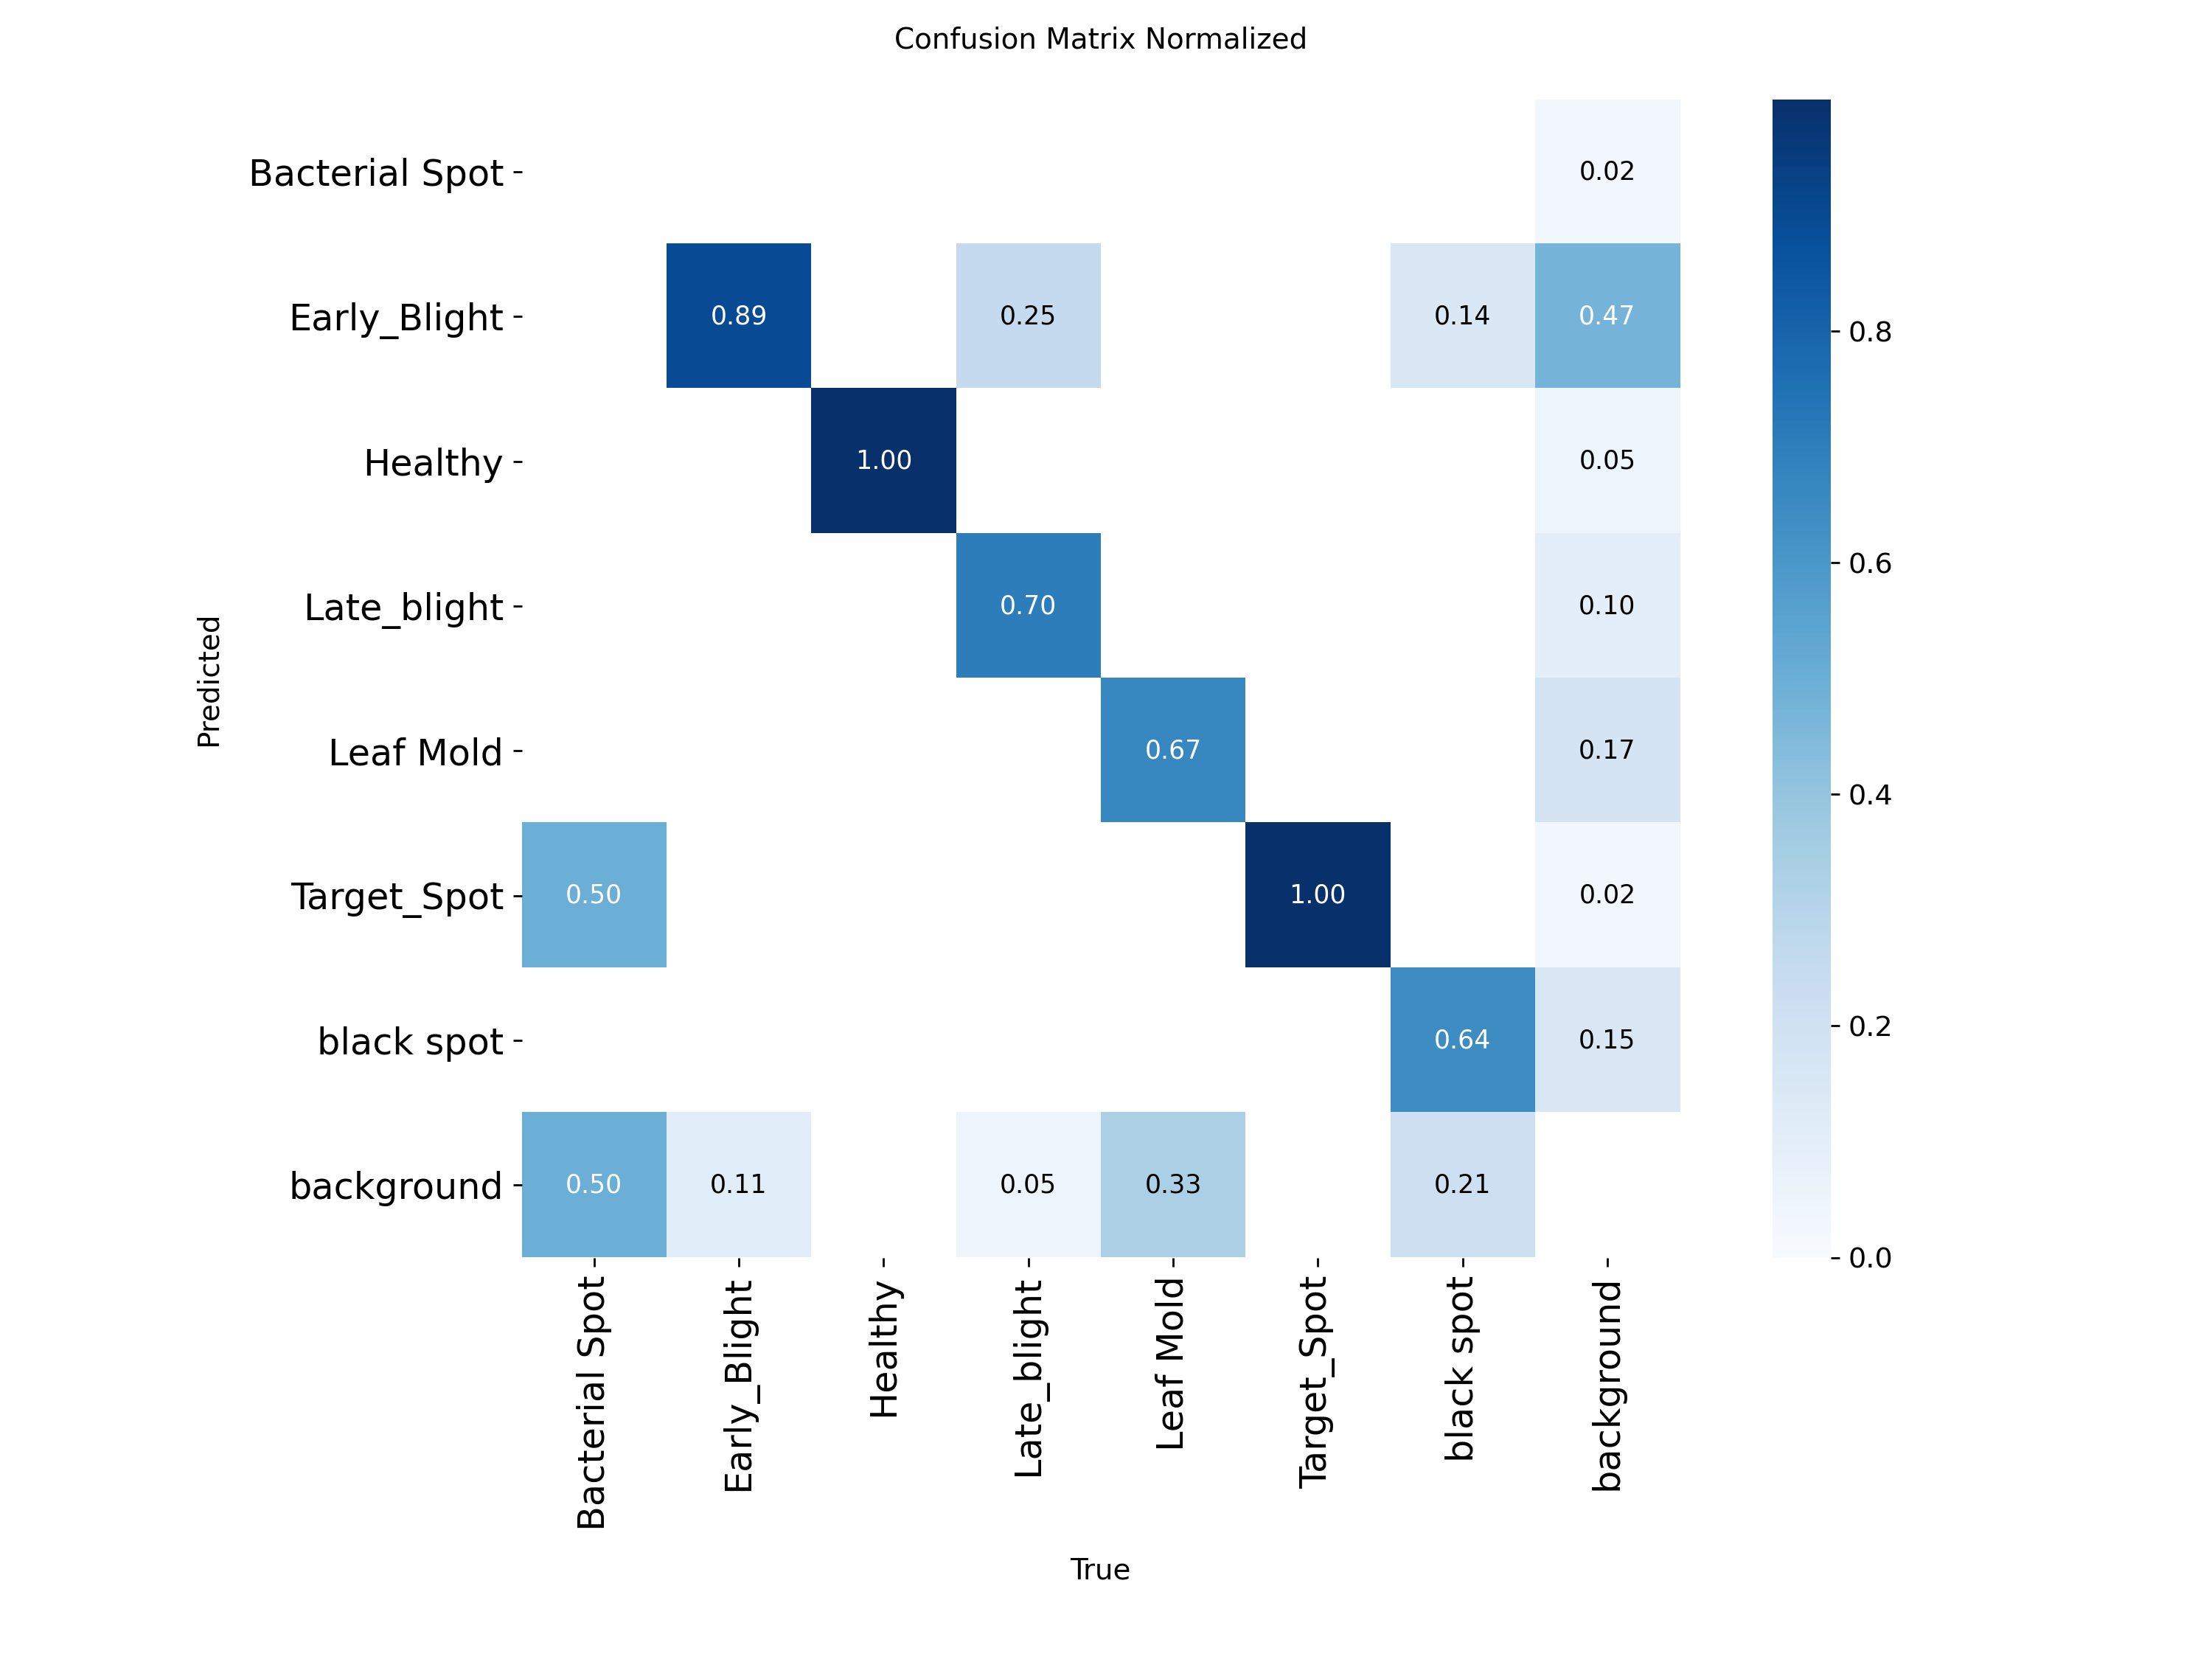 Confusion Matrix Normalized
Predicted
Bacterial Spot
0.02
Early_Blight
0.89 0.25 0.14 0.47
Healthy
1.00 0.05
Late_blight
0.70 0.10
Leaf Mold
0.67 0.17
Target_Spot
0.50 1.00 0.02
black spot
0.64 0.15
background
0.50 0.11 0.05 0.33 0.21
Bacterial Spot
Early_Blight
Healthy
Late_blight
Leaf Mold
Target_Spot
black spot
background
True
0.8
0.6
0.4
0.2
0.0